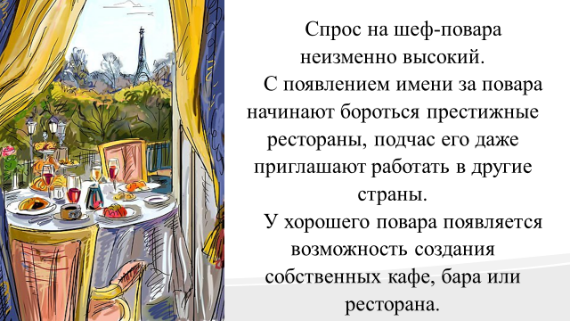 Спрос на шеф-повара
неизменно высокий.
С появлением имени за повара
начинают бороться престижные
рестораны, подчас его даже
приглашают работать в другие
страны.
У хорошего повара появляется
возможность создания
собственных кафе, бара или
ресторана.